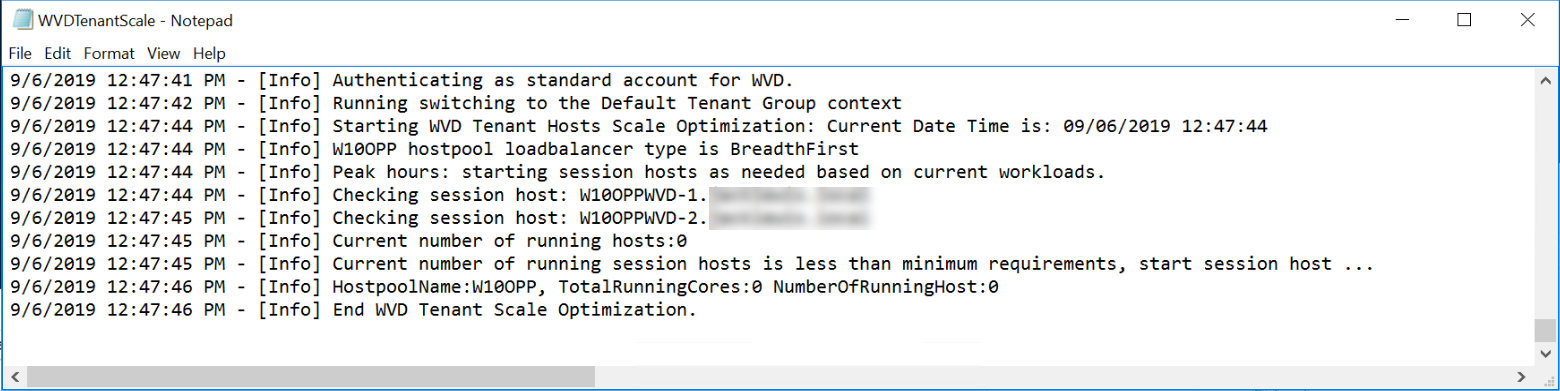 WVDTenantScale - Notepad
File Edit Format View Help
9/6/2019 12:47:41 PM - [Info] Authenticating as standard account for WVD.
9/6/2019 12:47:42 PM - [Info] Running switching to the Default Tenant Group context
9/6/2019 12:47:44 PM - [Info] Starting WVD Tenant Hosts Scale Optimization: Current Date Time is: 09/06/2019 12:47:44
9/6/2019 12:47:44 PM - [Info] W10OPP hostpool loadbalancer type is BreadthFirst
9/6/2019 12:47:44 PM - [Info] Peak hours: starting session hosts as needed based on current workloads.
9/6/2019 12:47:44 PM - [Info] Checking session host: W10OPPWVD-1.
9/6/2019 12:47:45 PM - [Info] Checking session host: W10OPPWVD-2.
9/6/2019 12:47:45 PM - [Info] Current number of running hosts:0
9/6/2019 12:47:45 PM - [Info] Current number of running session hosts is less than minimum requirements, start session host ...
9/6/2019 12:47:46 PM - [Info] HostpoolName:W10OPP, TotalRunningCores:0 NumberOfRunningHost:0
9/6/2019 12:47:46 PM - [Info] End WVD Tenant Scale Optimization.